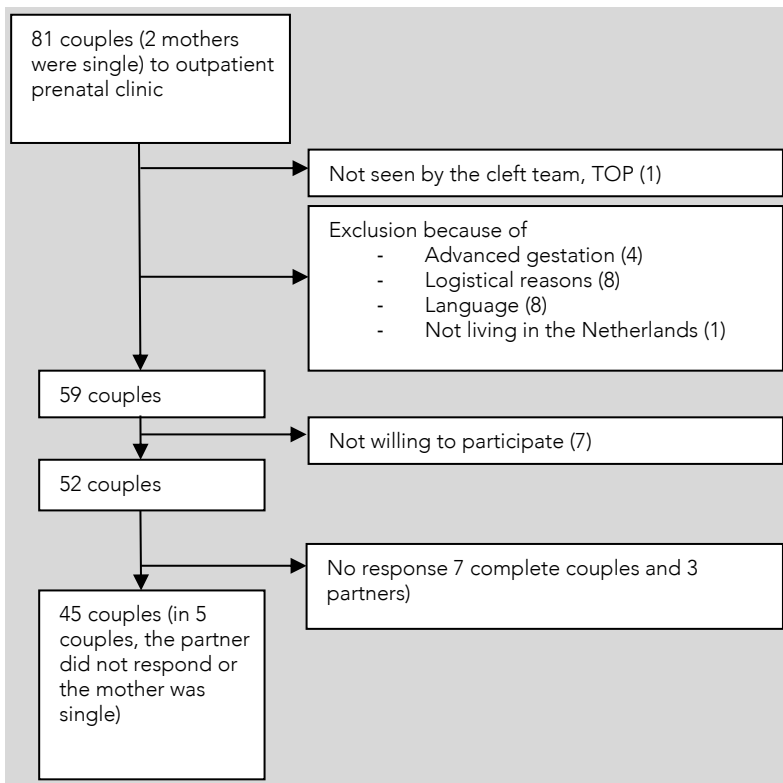 81 couples (2 mothers
were single) to outpatient
prenatal clinic
Not seen by the cleft team, TOP (1)
Exclusion because of
- Advanced gestation (4)
- Logistical reasons (8)
- Language (8)
- Not living in the Netherlands (1)
59 couples
Not willing to participate (7)
52 couples
No response 7 complete couples and 3
partners)
45 couples (in 5
couples, the partner
did not respond or
the mother was
single)